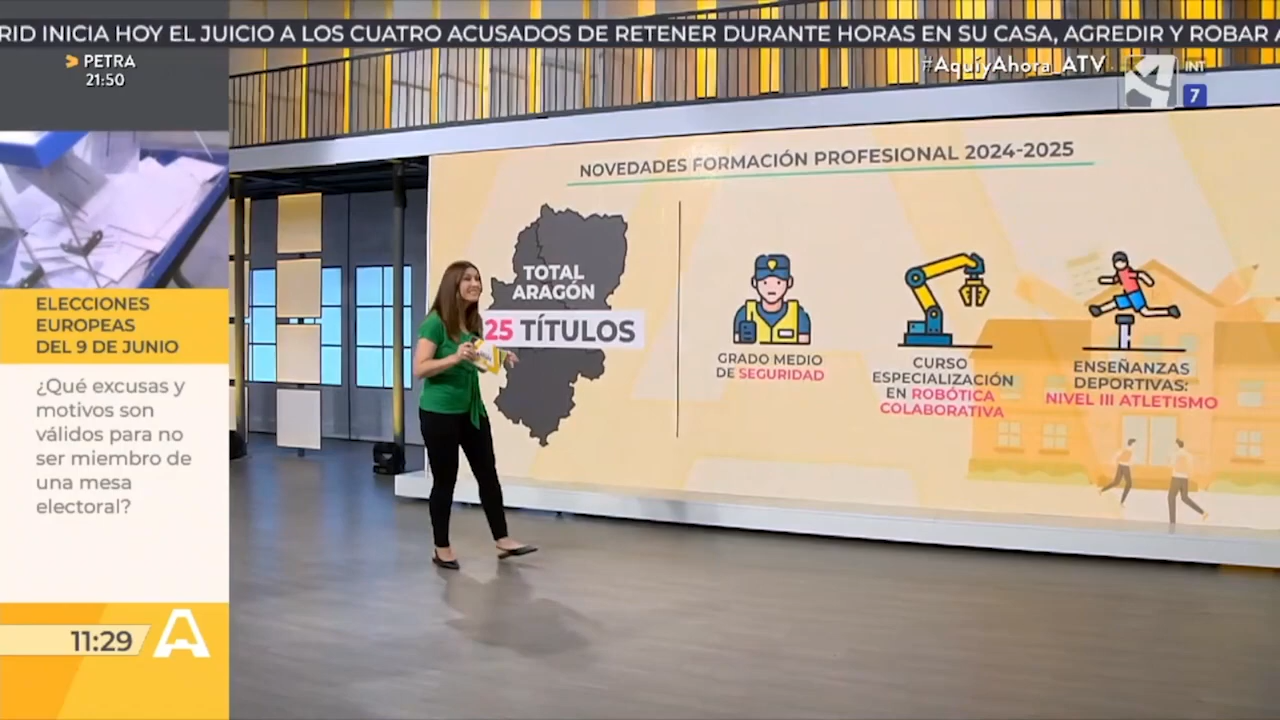 RID INICIA HOY EL JUICIO A LOS CUATRO ACUSADOS DE RETENER DURANTE HORAS EN SU CASA, AGREDIR Y ROBAR A
PETRA
21:50
#AquíyAhora_ATV
INT
7
NOVEDADES FORMACIÓN PROFESIONAL 2024-2025
TOTAL
ARAGÓN
25 TÍTULOS
GRADO MEDIO
DE SEGURIDAD
CURSO
ESPECIALIZACIÓN
EN ROBÓTICA
COLABORATIVA
ENSEÑANZAS
DEPORTIVAS:
NIVEL III ATLETISMO
ELECCIONES
EUROPEAS
DEL 9 DE JUNIO
¿Qué excusas y
motivos son
válidos para no
ser miembro de
una mesa
electoral?
11:29